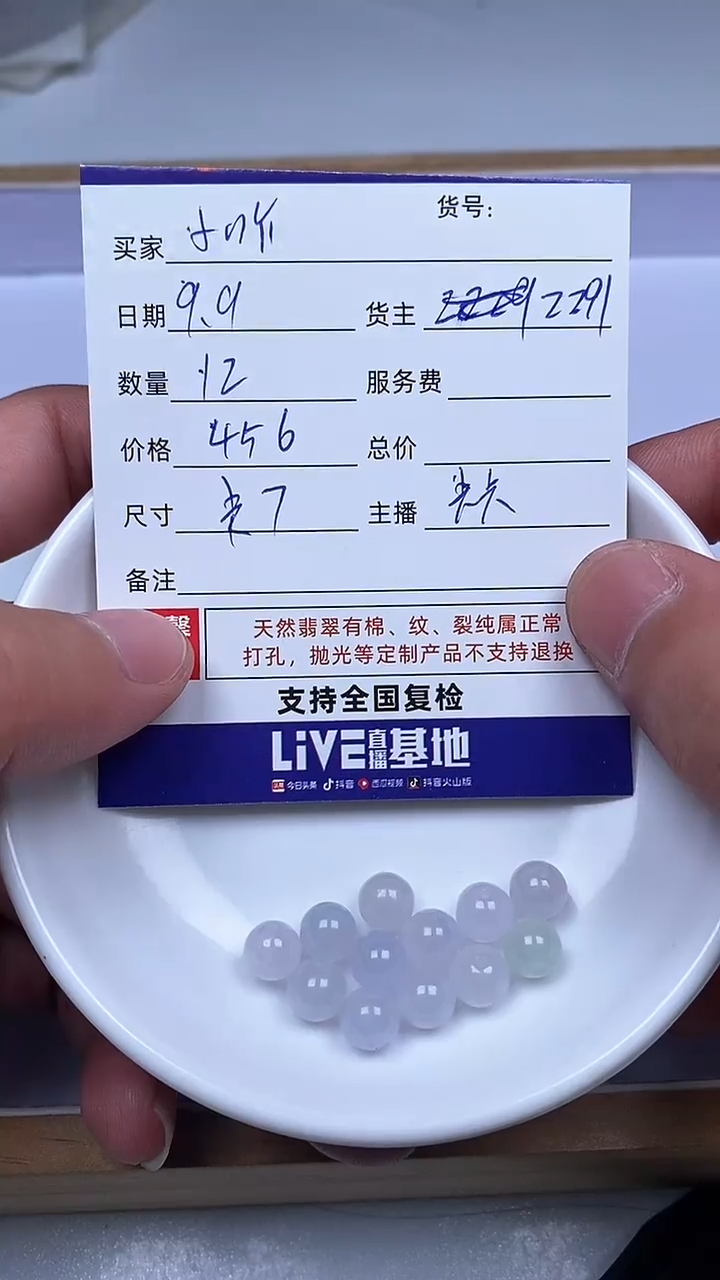 货号:
买家
日期 9.9 货主 2291
数量 12 服务费
价格 456 总价
尺寸 7 主播
备注
天然翡翠有棉、纹、裂纯属正常
打孔，抛光等定制产品不支持退换
支持全国复检
LiVE直播基地
今日头条 抖音 西瓜视频 抖音火山版